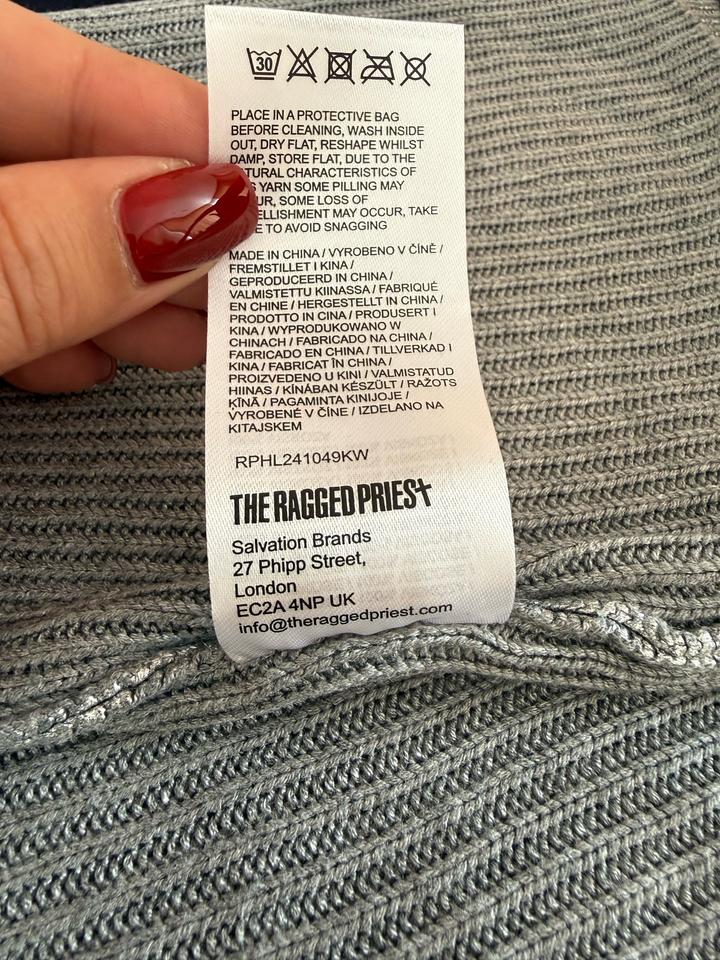 30
PLACE IN A PROTECTIVE BAG
BEFORE CLEANING, WASH INSIDE
OUT, DRY FLAT, RESHAPE WHILST
DAMP, STORE FLAT, DUE TO THE
CHARACTERISTICS OF
YARN SOME PILLING MAY
SOME LOSS OF
MAY OCCUR, TAKE
TO AVOID SNAGGING
MADE IN CHINA / VYROBENO V ČÍNĚ /
FREMSTILLET I KINA /
GEPRODUCEERD IN CHINA /
VALMISTETTU KIINASSA / FABRIQUÉ
EN CHINE / HERGESTELLT IN CHINA /
PRODOTTO IN CINA / PRODUSERT I
KINA / WYPRODUKOWANO W
CHINACH / FABRICADO NA CHINA /
FABRICADO EN CHINA / TILLVERKAD I
KINA / FABRICAT ÎN CHINA /
PROIZVEDENO U KINI / VALMISTATUD
HIINAS / KÍNÁBAN KÉSZÜLT / RAŽOTS
ĶĪNĀ / PAGAMINTA KINIJOJE /
VYROBENÉ V ČÍNE / IZDELANO NA
KITAJSKEM
RPHL241049KW
THE RAGGED PRIEST
Salvation Brands
27 Phipp Street,
London
EC2A 4NP UK
info@theraggedpriest.com